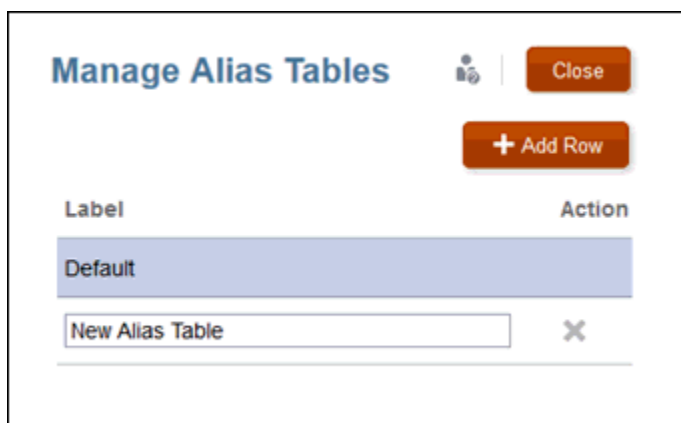 Manage Alias Tables
Close
+ Add Row
Label Action
Default
New Alias Table